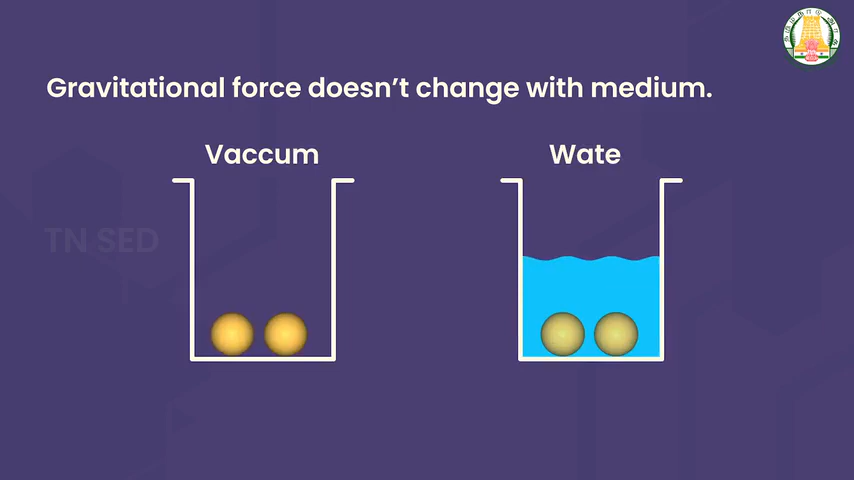 Gravitational force doesn't change with medium.
Vaccum
Wate
TN SED